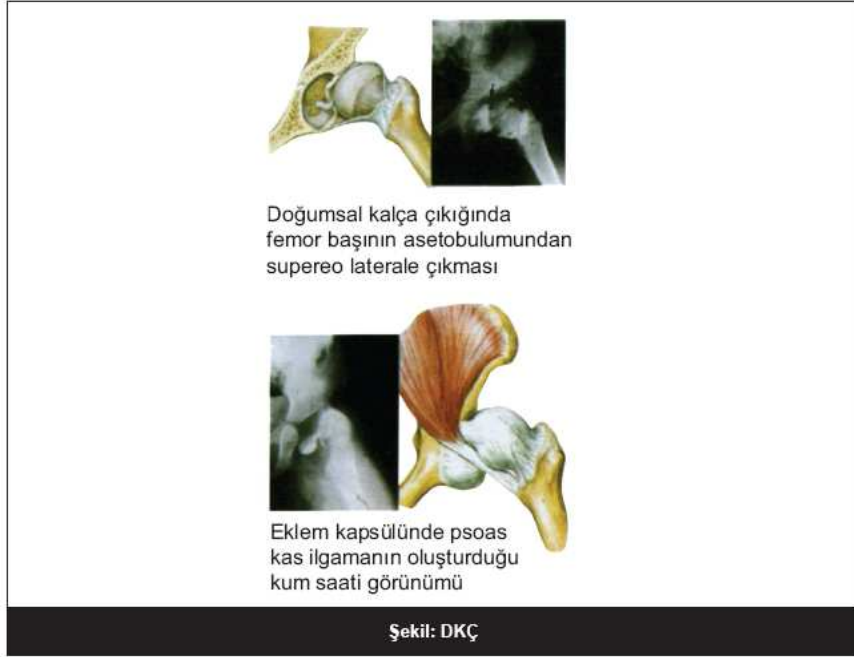 Doğumsal kalça çıkığında
femor başının asetobulumundan
supereo laterale çıkması
Eklem kapsülünde psoas
kas ilgamanın oluşturduğu
kum saati görünümü
Şekil: DKÇ